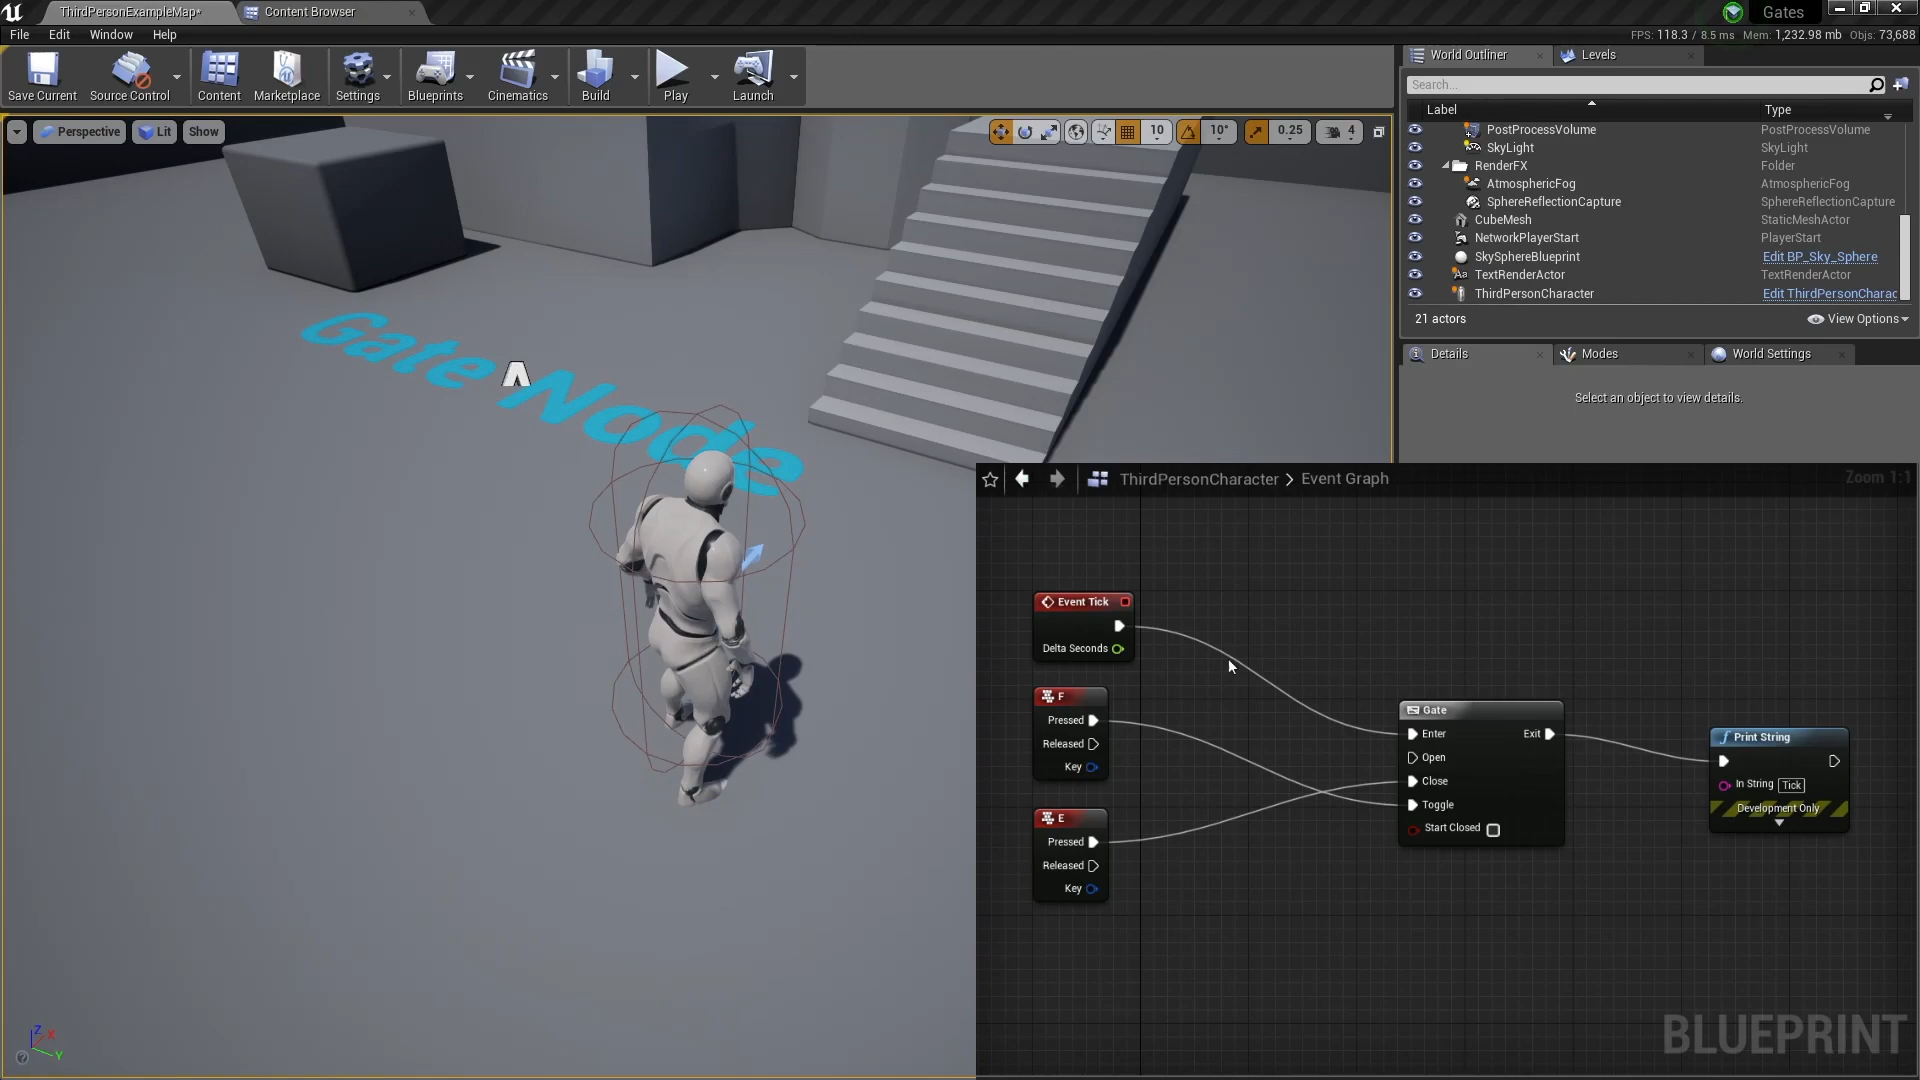 ThirdPersonExampleMap*
Content Browser
Gates
File Edit Window Help
FPS: 118.3 / 8.5 ms Mem: 1,232.98 mb Objs: 73,688
Save Current Source Control Content Marketplace Settings Blueprints Cinematics Build Play Launch
World Outliner Levels
Search...
Label Type
PostProcessVolume PostProcessVolume
SkyLight SkyLight
RenderFX Folder
AtmosphericFog AtmosphericFog
SphereReflectionCapture SphereReflectionCapture
CubeMesh StaticMeshActor
NetworkPlayerStart PlayerStart
SkySphereBlueprint Edit BP_Sky_Sphere
TextRenderActor TextRenderActor
ThirdPersonCharacter Edit ThirdPersonCharac
21 actors View Options
Details Modes World Settings
Select an object to view details.
Perspective Lit Show
10 10° 0.25 4
Gate Node
ThirdPersonCharacter > Event Graph
Zoom 1:1
Event Tick
Delta Seconds
F
Pressed
Released
Key
E
Pressed
Released
Key
Gate
Enter Exit
Open
Close
Toggle
Start Closed
Print String
In String Tick
Development Only
BLUEPRINT
Z X
Y